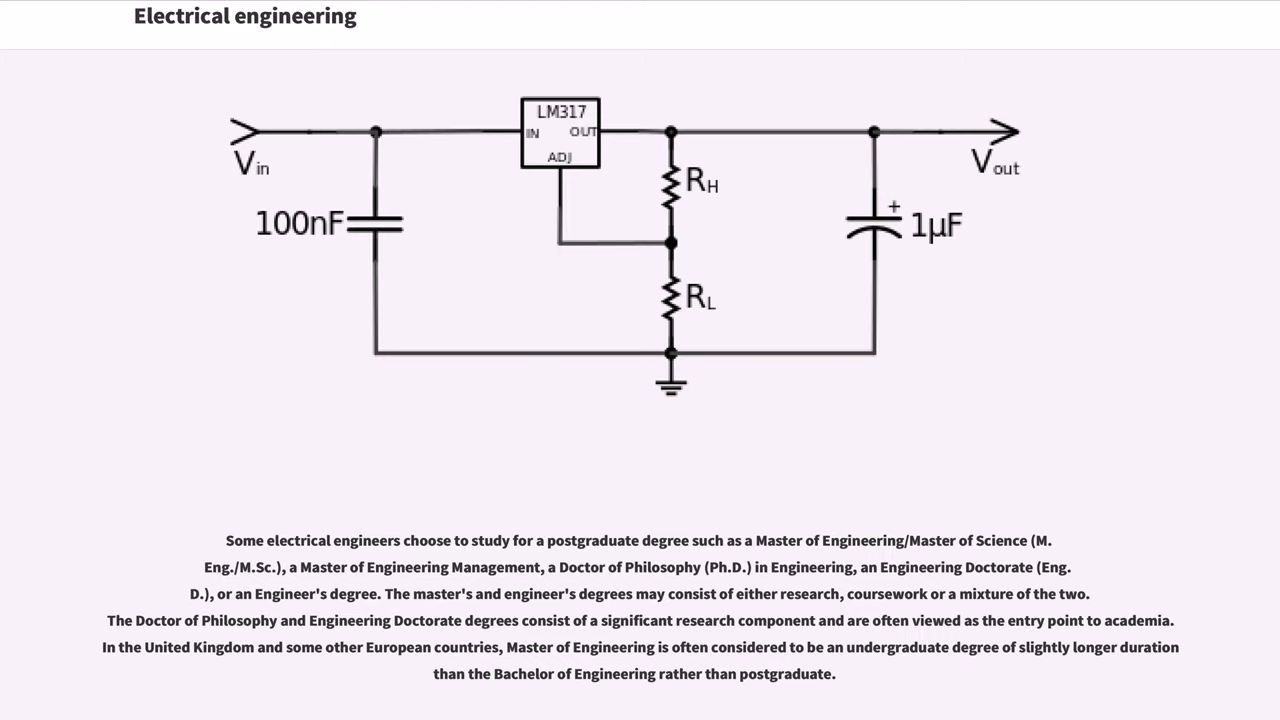 Electrical engineering
LM317
IN OUT
ADJ
Vin
Vout
RH
100nF
+
1µF
RL
Some electrical engineers choose to study for a postgraduate degree such as a Master of Engineering/Master of Science (M.
Eng./M.Sc.), a Master of Engineering Management, a Doctor of Philosophy (Ph.D.) in Engineering, an Engineering Doctorate (Eng.
D.), or an Engineer's degree. The master's and engineer's degrees may consist of either research, coursework or a mixture of the two.
The Doctor of Philosophy and Engineering Doctorate degrees consist of a significant research component and are often viewed as the entry point to academia.
In the United Kingdom and some other European countries, Master of Engineering is often considered to be an undergraduate degree of slightly longer duration
than the Bachelor of Engineering rather than postgraduate.